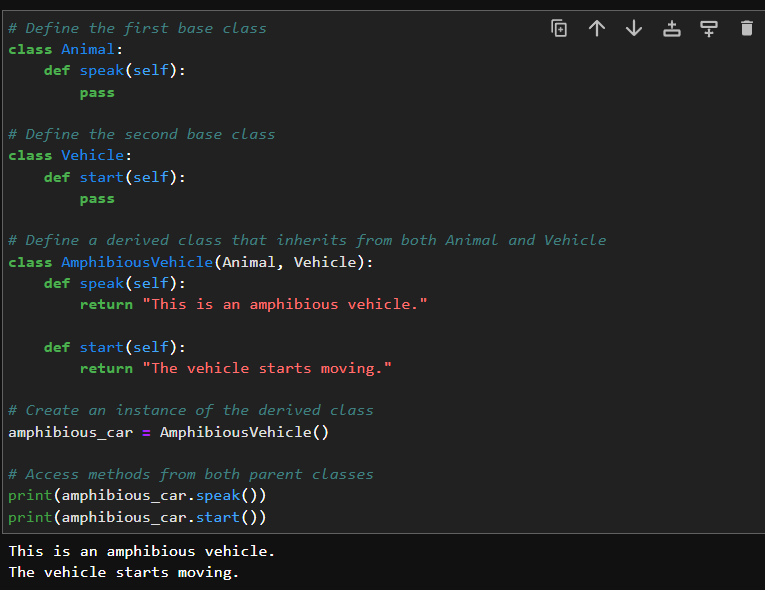 # Define the first base class
class Animal:
    def speak(self):
        pass

# Define the second base class
class Vehicle:
    def start(self):
        pass

# Define a derived class that inherits from both Animal and Vehicle
class AmphibiousVehicle(Animal, Vehicle):
    def speak(self):
        return "This is an amphibious vehicle."

    def start(self):
        return "The vehicle starts moving."

# Create an instance of the derived class
amphibious_car = AmphibiousVehicle()

# Access methods from both parent classes
print(amphibious_car.speak())
print(amphibious_car.start())
This is an amphibious vehicle.
The vehicle starts moving.